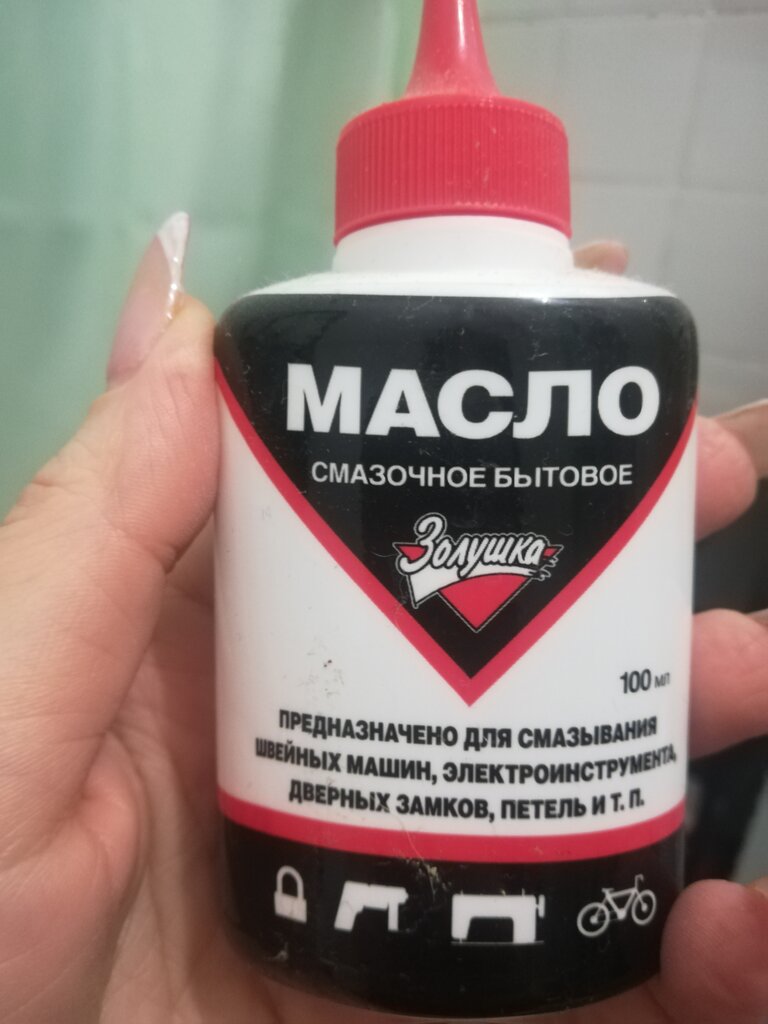 МАСЛО
СМАЗОЧНОЕ БЫТОВОЕ
Золушка
100 мл
ПРЕДНАЗНАЧЕНО ДЛЯ СМАЗЫВАНИЯ
ШВЕЙНЫХ МАШИН, ЭЛЕКТРОИНСТРУМЕНТА,
ДВЕРНЫХ ЗАМКОВ, ПЕТЕЛЬ И Т. П.